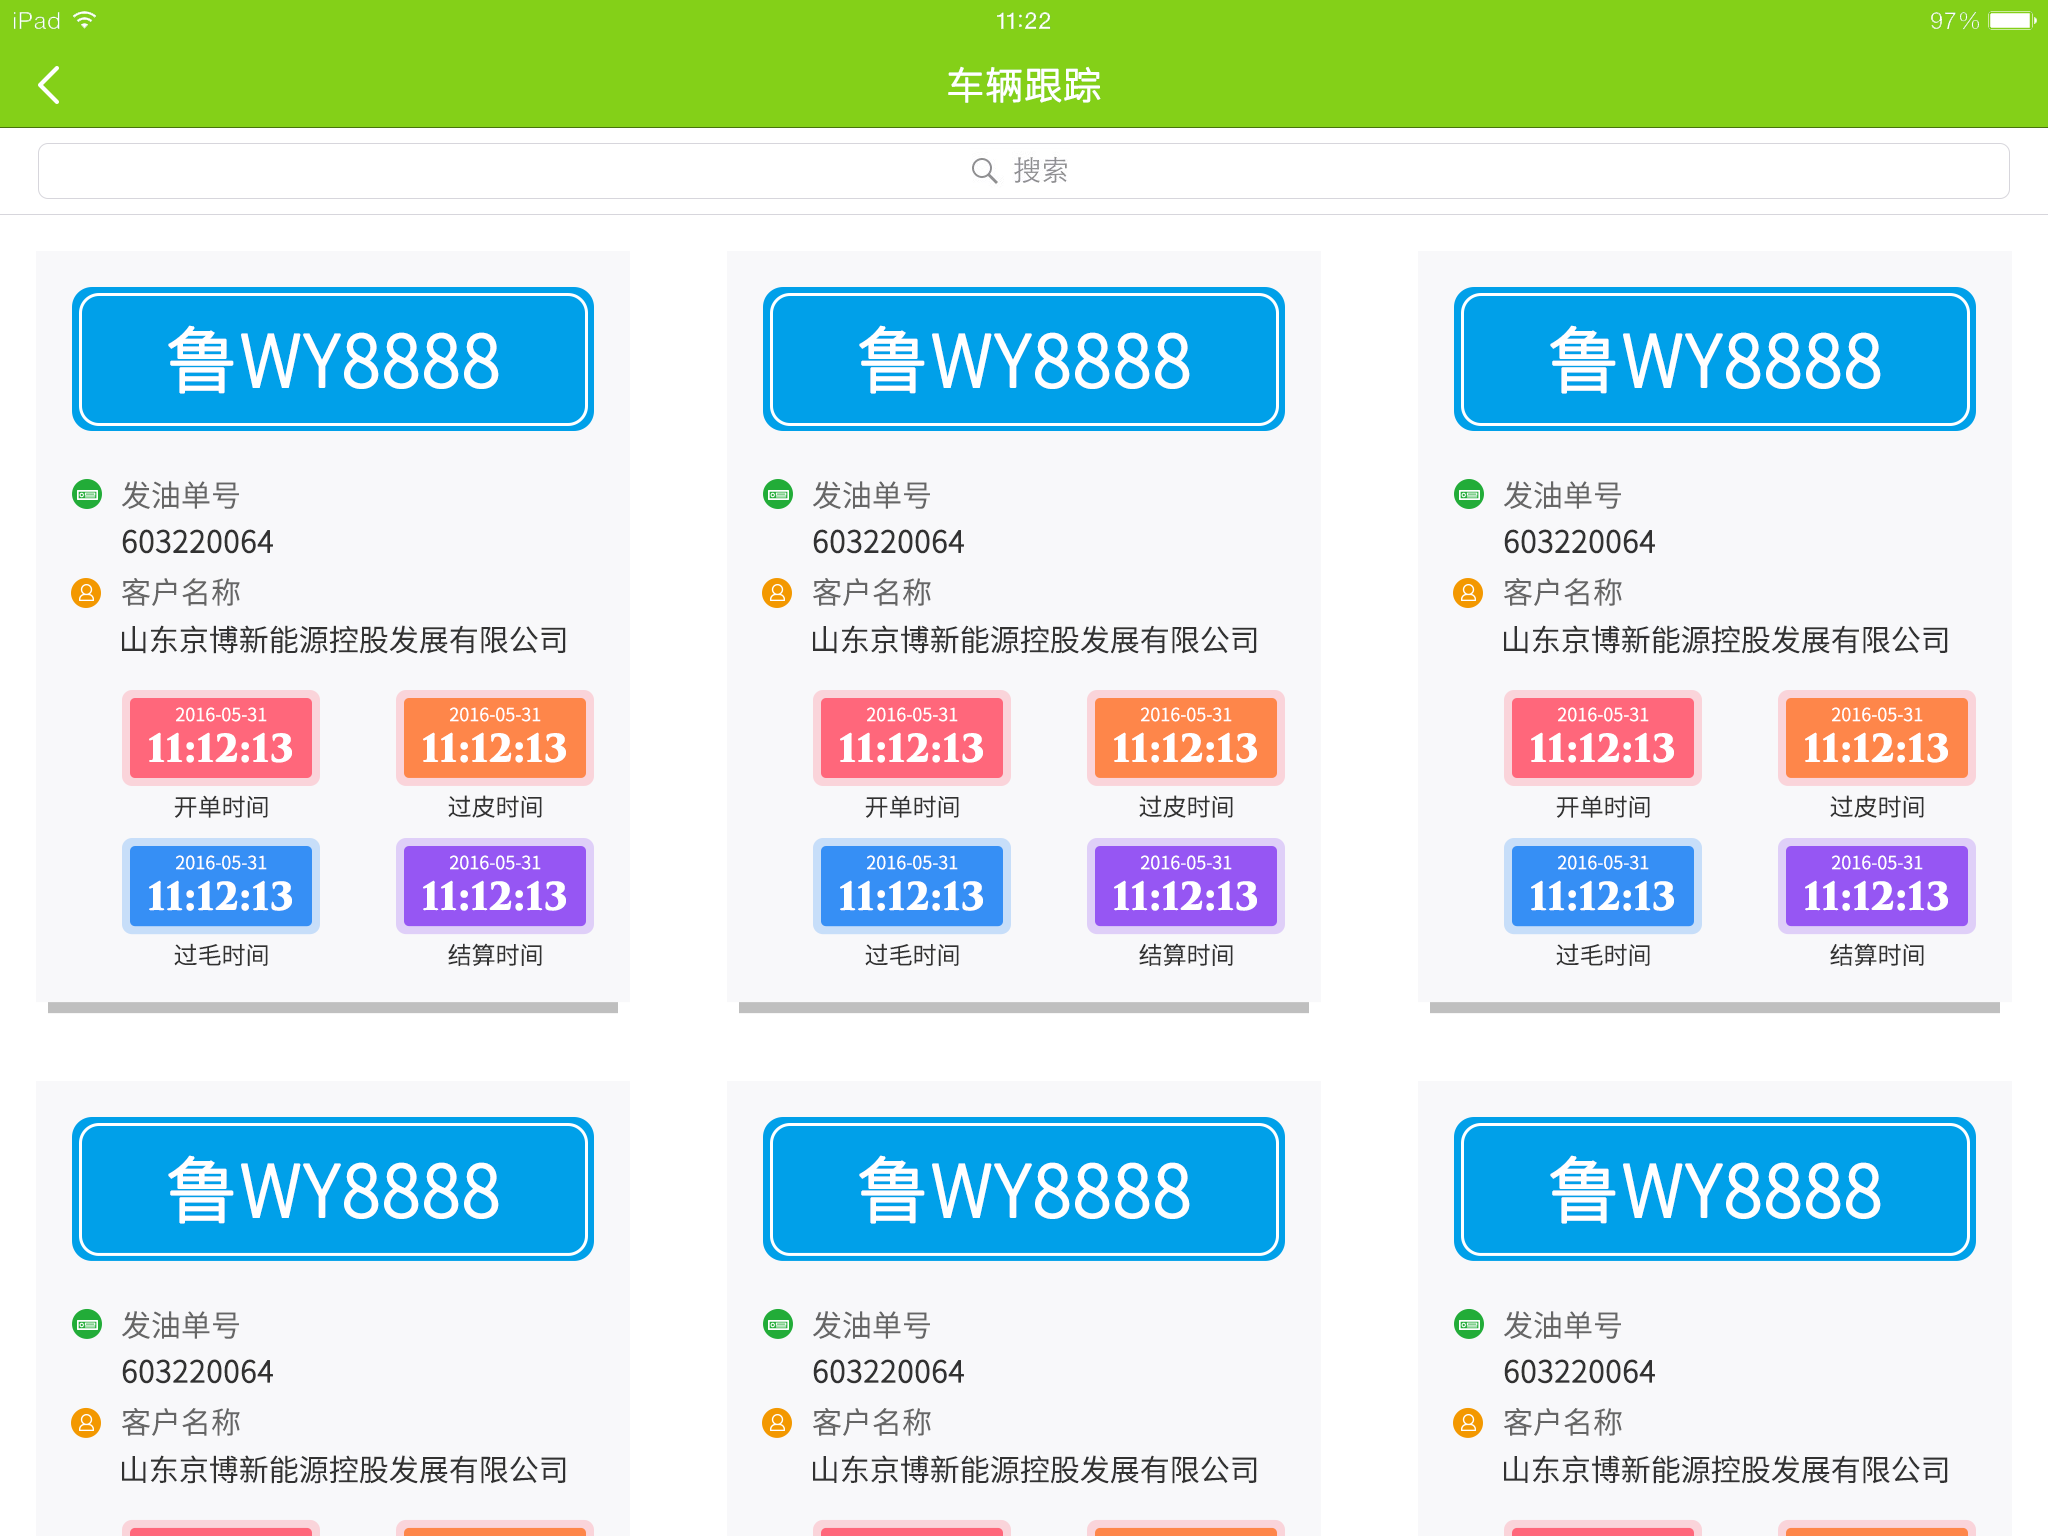 iPad 11:22 97%
车辆跟踪
搜索
鲁WY8888 鲁WY8888 鲁WY8888
发油单号 发油单号 发油单号
603220064 603220064 603220064
客户名称 客户名称 客户名称
山东京博新能源控股发展有限公司 山东京博新能源控股发展有限公司 山东京博新能源控股发展有限公司
2016-05-31 2016-05-31 2016-05-31 2016-05-31 2016-05-31 2016-05-31
11:12:13 11:12:13 11:12:13 11:12:13 11:12:13 11:12:13
开单时间 过皮时间 开单时间 过皮时间 开单时间 过皮时间
2016-05-31 2016-05-31 2016-05-31 2016-05-31 2016-05-31 2016-05-31
11:12:13 11:12:13 11:12:13 11:12:13 11:12:13 11:12:13
过毛时间 结算时间 过毛时间 结算时间 过毛时间 结算时间
鲁WY8888 鲁WY8888 鲁WY8888
发油单号 发油单号 发油单号
603220064 603220064 603220064
客户名称 客户名称 客户名称
山东京博新能源控股发展有限公司 山东京博新能源控股发展有限公司 山东京博新能源控股发展有限公司